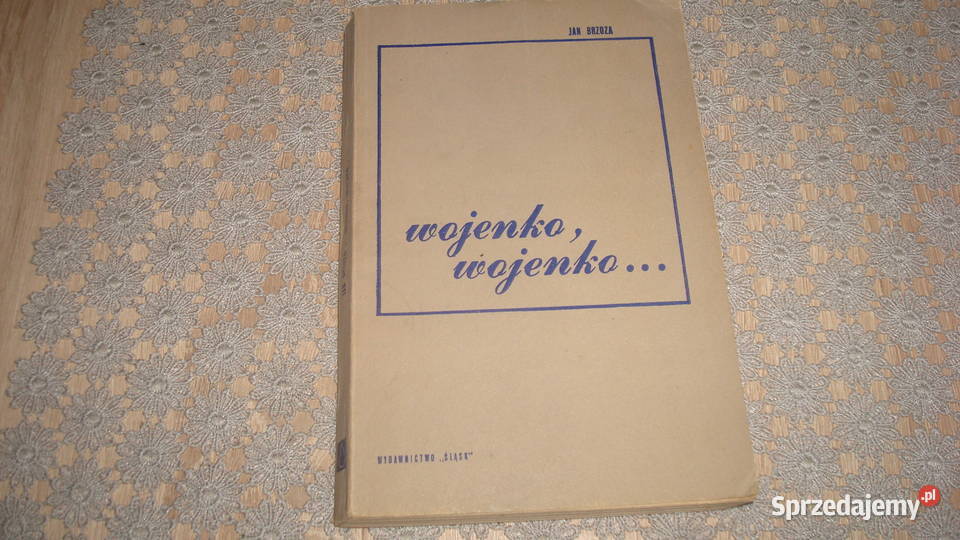 JAN BRZOZA
wojenko,
wojenko...
WYDAWNICTWO „ŚLĄSK"
Sprzedajemy.pl